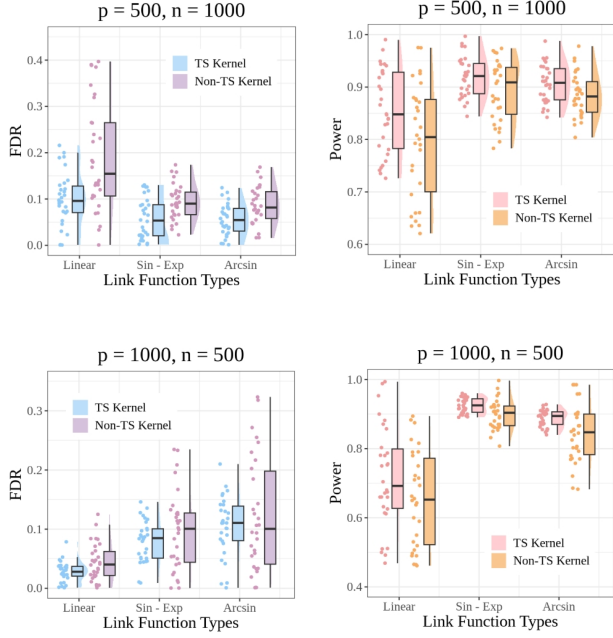 p = 500, n = 1000
FDR
0.4
0.3
0.2
0.1
0.0
TS Kernel
Non-TS Kernel
Linear Sin - Exp Arcsin
Link Function Types
p = 500, n = 1000
Power
1.0
0.9
0.8
0.7
0.6
TS Kernel
Non-TS Kernel
Linear Sin - Exp Arcsin
Link Function Types
p = 1000, n = 500
FDR
0.3
0.2
0.1
0.0
TS Kernel
Non-TS Kernel
Linear Sin - Exp Arcsin
Link Function Types
p = 1000, n = 500
Power
1.0
0.8
0.6
0.4
TS Kernel
Non-TS Kernel
Linear Sin - Exp Arcsin
Link Function Types